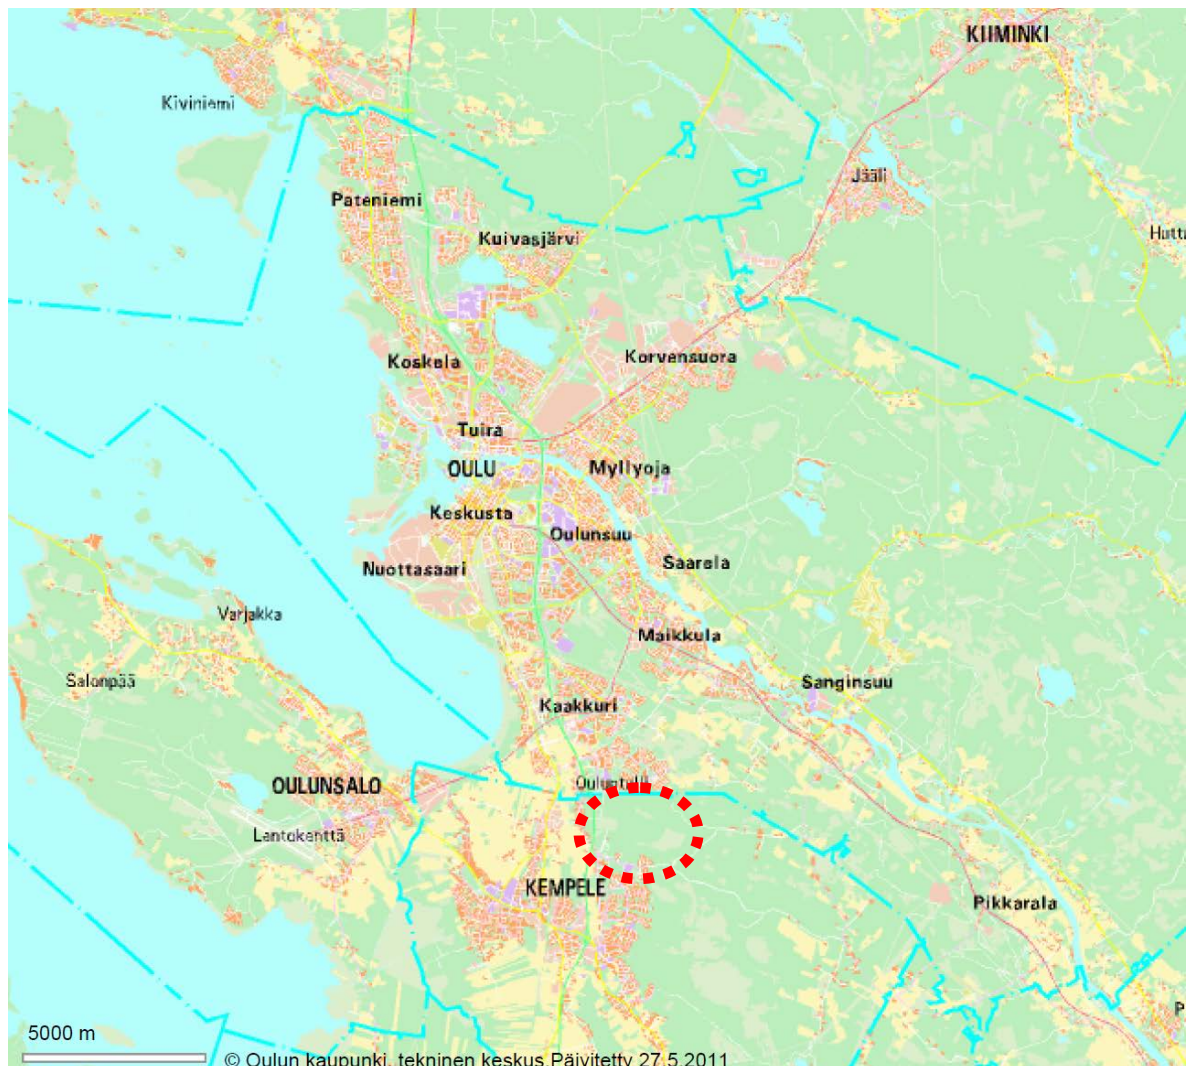 KIIMINKI
Kiviniemi
Jääli
Pateniemi
Kuivasjärvi
Koskela
Korvensuora
Tuira
OULU
Myllyoja
Keskusta
Oulunsuu
Nuottasaari
Saarela
Varjakka
Maikkula
Salonpää
Sanginsuu
Kaakkuri
OULUNSALO
Lentokenttä
KEMPELE
Pikkarala
5000 m
© Oulun kaupunki, tekninen keskus Päivitetty 27.5.2011